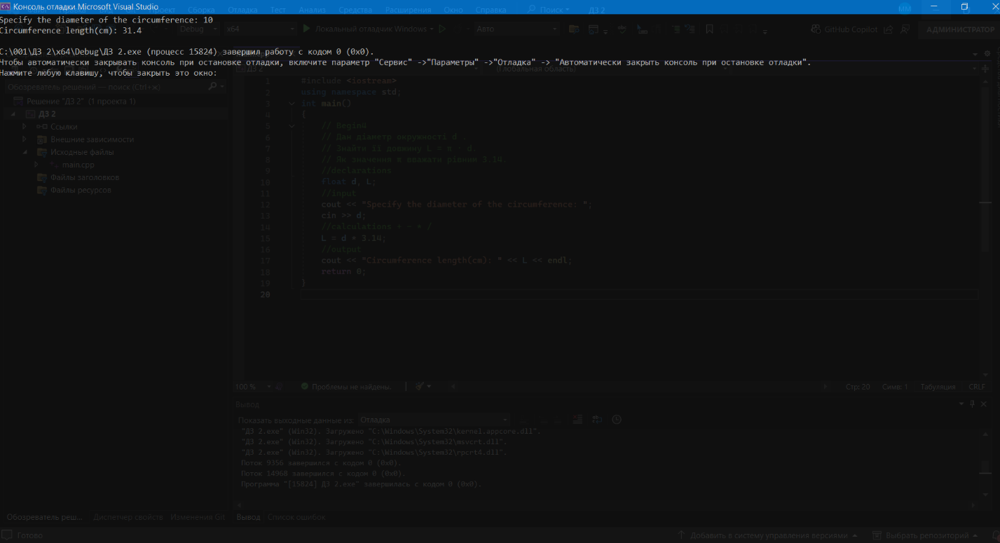 Консоль отладки Microsoft Visual Studio
Проект Сборка Отладка Тест Анализ Средства Расширения Окно Справка Поиск ДЗ 2 MM
Specify the diameter of the circumference: 10
Circumference length(cm): 31.4
Debug x64 Локальный отладчик Windows Авто GitHub Copilot АДМИНИСТРАТОР
C:\001\ДЗ 2\x64\Debug\ДЗ 2.exe (процесс 15824) завершил работу с кодом 0 (0x0).
Чтобы автоматически закрывать консоль при остановке отладки, включите параметр "Сервис" ->"Параметры" ->"Отладка" -> "Автоматически закрыть консоль при остановке отладки".
Нажмите любую клавишу, чтобы закрыть это окно:
ДЗ 2 (Глобальная область)
Обозреватель решений — поиск (Ctrl+ж)
Решение "ДЗ 2" (1 проекта 1)
ДЗ 2
Ссылки
Внешние зависимости
Исходные файлы
main.cpp
Файлы заголовков
Файлы ресурсов
1 #include <iostream>
2 using namespace std;
3 int main()
4 {
5 // Begin4
6 // Дан діаметр окружності d .
7 // Знайти її довжину L = π · d.
8 // Як значення π вважати рівним 3.14.
9 //declarations
10 float d, L;
11 //input
12 cout << "Specify the diameter of the circumference: ";
13 cin >> d;
14 //calculations + - * /
15 L = d * 3.14;
16 //output
17 cout << "Circumference length(cm): " << L << endl;
18 return 0;
19 }
20
100 % Проблемы не найдены. Стр: 20 Симв: 1 Табуляция CRLF
Вывод
Показать выходные данные из: Отладка
"ДЗ 2.exe" (Win32). Загружено "C:\Windows\System32\kernel.appcore.dll".
"ДЗ 2.exe" (Win32). Загружено "C:\Windows\System32\msvcrt.dll".
"ДЗ 2.exe" (Win32). Загружено "C:\Windows\System32\rpcrt4.dll".
Поток 9356 завершился с кодом 0 (0x0).
Поток 14968 завершился с кодом 0 (0x0).
Программа "[15824] ДЗ 2.exe" завершилась с кодом 0 (0x0).
Обозреватель реш... Диспетчер свойств Изменения Git Вывод Список ошибок
Готово Добавить в систему управления версиями Выбрать репозиторий